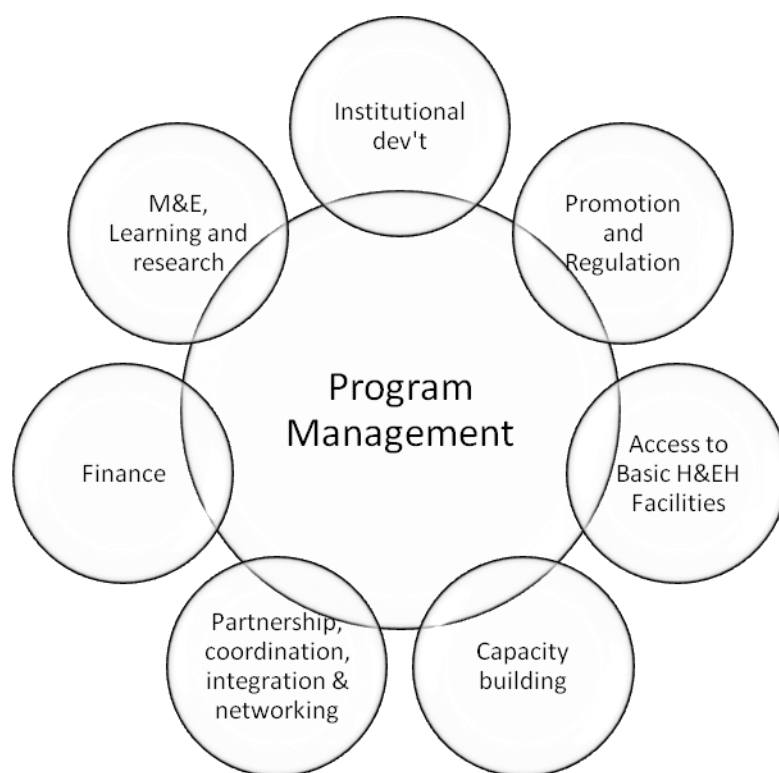 Institutional
dev't
Promotion
and
Regulation
Access to
Basic H&EH
Facilities
Capacity
building
Partnership,
coordination,
integration &
networking
Finance
M&E,
Learning and
research
Program
Management